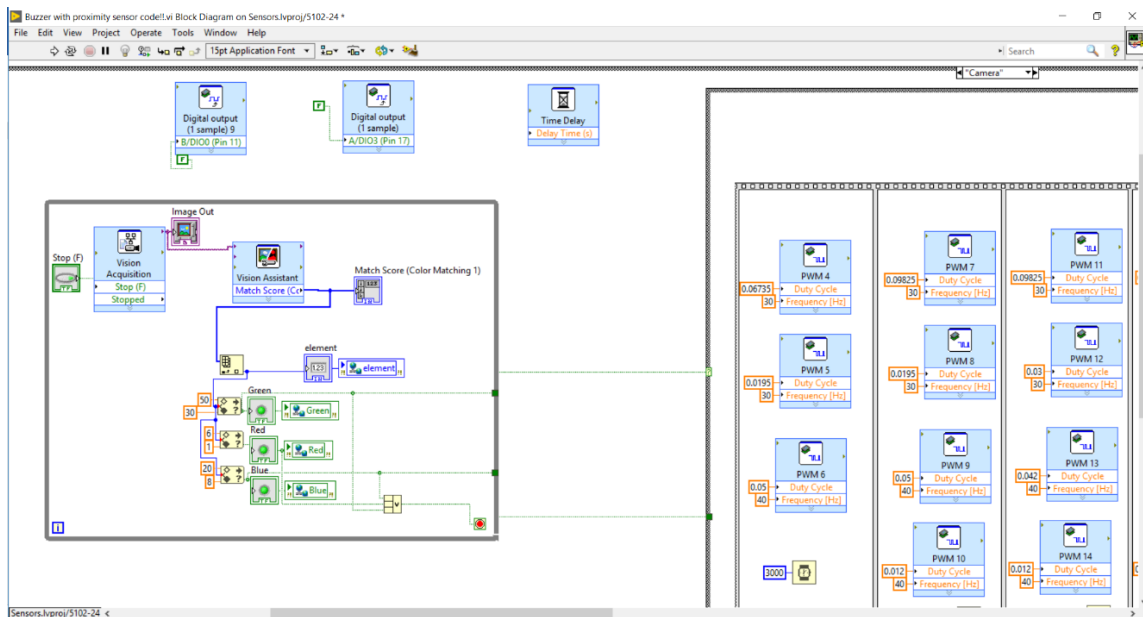 Buzzer with proximity sensor code!!.vi Block Diagram on Sensors.lvproj/5102-24 *
File Edit View Project Operate Tools Window Help
15pt Application Font
Search
"Camera"
Digital output
(1 sample) 9
B/DIO0 (Pin 11)
F
F
Digital output
(1 sample)
A/DIO3 (Pin 17)
Time Delay
Delay Time (s)
Image Out
Stop (F)
Vision
Acquisition
Stop (F)
Stopped
Vision Assistant
Match Score (Cc
Match Score (Color Matching 1)
element
1.23
element
50
30
Green
Green
6
1
Red
Red
20
8
Blue
Blue
i
PWM 4
0.06735 Duty Cycle
30 Frequency [Hz]
PWM 5
0.0195 Duty Cycle
30 Frequency [Hz]
PWM 6
0.05 Duty Cycle
40 Frequency [Hz]
3000
PWM 7
0.09825 Duty Cycle
30 Frequency [Hz]
PWM 8
0.0195 Duty Cycle
30 Frequency [Hz]
PWM 9
0.05 Duty Cycle
40 Frequency [Hz]
PWM 10
0.012 Duty Cycle
40 Frequency [Hz]
PWM 11
0.09825 Duty Cycle
30 Frequency [Hz]
PWM 12
0.03 Duty Cycle
30 Frequency [Hz]
PWM 13
0.042 Duty Cycle
40 Frequency [Hz]
PWM 14
0.012 Duty Cycle
40 Frequency [Hz]
Sensors.lvproj/5102-24